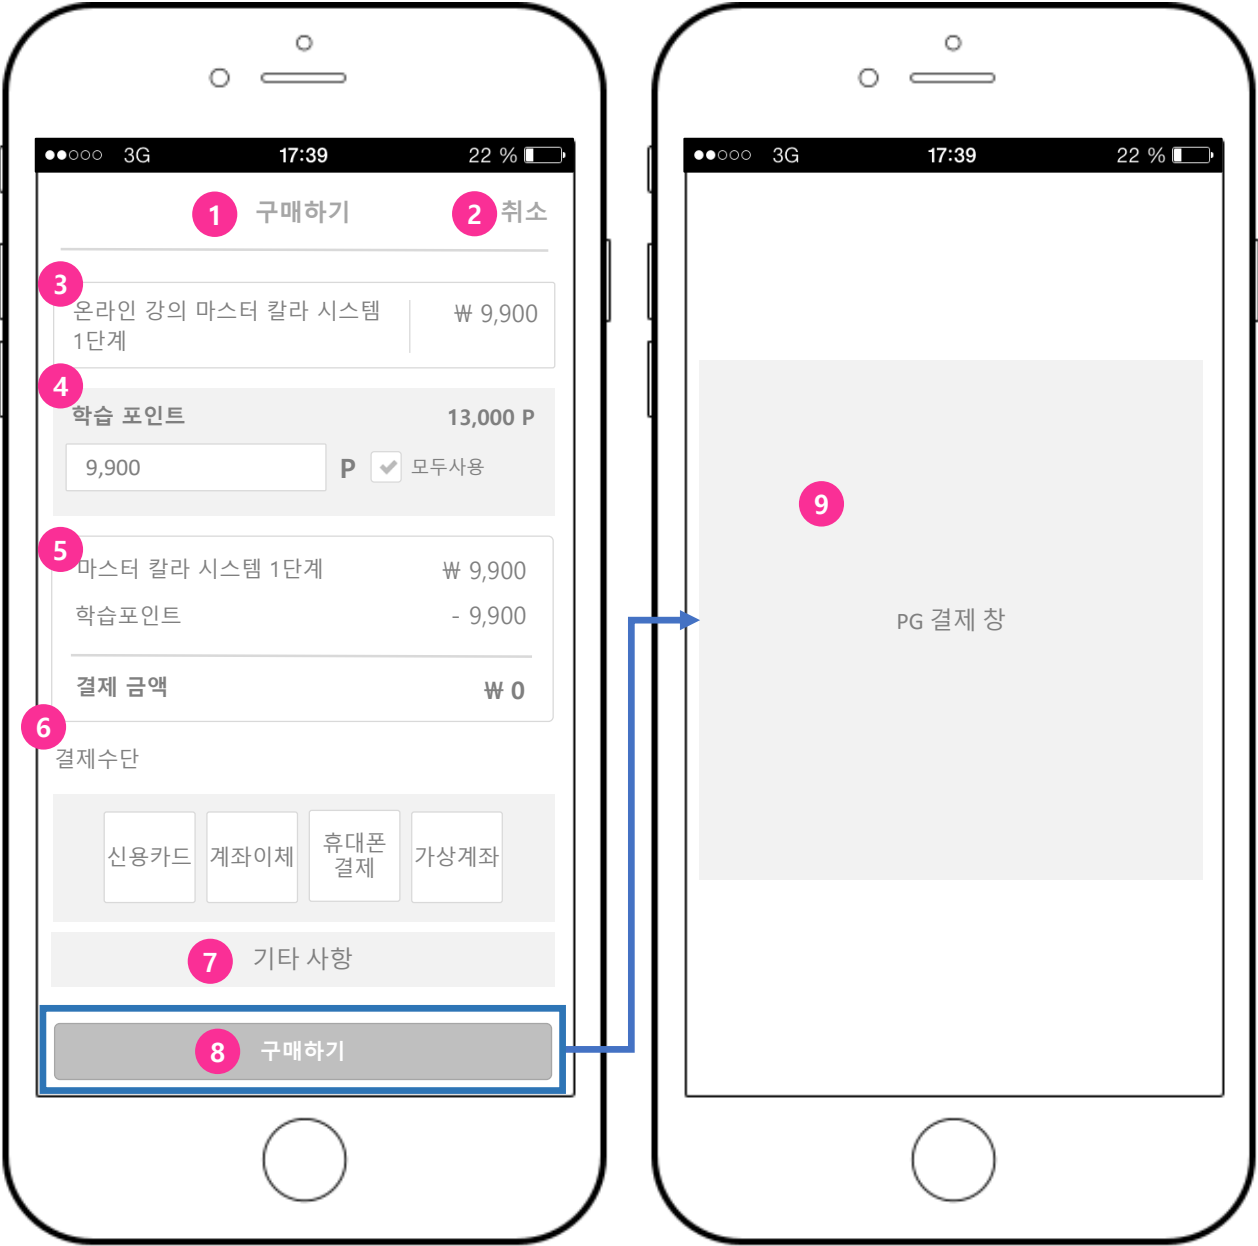 3G 17:39 22 %
1 구매하기 2 취소
3
온라인 강의 마스터 칼라 시스템
1단계
₩ 9,900
4
학습 포인트 13,000 P
9,900 P 모두사용
5
마스터 칼라 시스템 1단계 ₩ 9,900
학습포인트 - 9,900
결제 금액 ₩ 0
6
결제수단
신용카드
계좌이체
휴대폰
결제
가상계좌
7 기타 사항
8 구매하기
3G 17:39 22 %
9
PG 결제 창